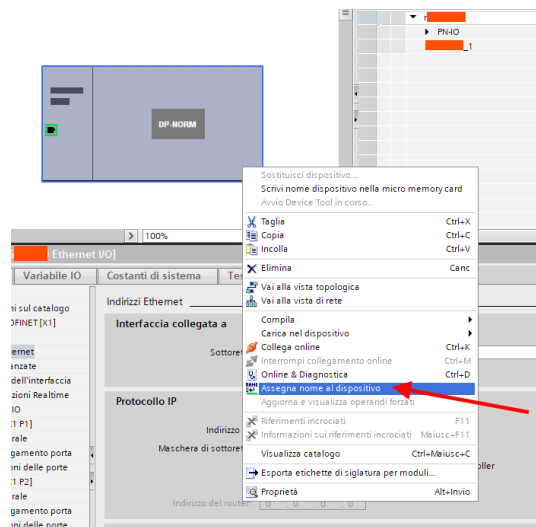 PN-IO
_1
DP-NORM
100%
Ethernet I/O]
Variabile IO
Costanti di sistema
Sostituisci dispositivo...
Scrivi nome dispositivo nella micro memory card
Avvio Device Tool in corso...
Taglia Ctrl+X
Copia Ctrl+C
Incolla Ctrl+V
Elimina Canc
Vai alla vista topologica
Vai alla vista di rete
Compila
Carica nel dispositivo
Collega online Ctrl+K
Interrompi collegamento online Ctrl+M
Online & Diagnostica Ctrl+D
Assegna nome al dispositivo
Aggiorna e visualizza operandi forzati
Riferimenti incrociati F11
Informazioni sui riferimenti incrociati Maiusc+F11
Visualizza catalogo Ctrl+Maiusc+C
Esporta etichette di siglatura per moduli...
Proprietà Alt+Invio
ni sul catalogo
OFINET [X1]
ernet
anzate
dell'interfaccia
zioni Realtime
IO
X1 P1]
rale
gamento porta
oni delle porte
X1 P2]
rale
gamento porta
oni delle porte
Indirizzi Ethernet
Interfaccia collegata a
Sottore
Protocollo IP
Indirizzo
Maschera di sottoret
oller
Indirizzo del router: 0 . 0 . 0 . 0